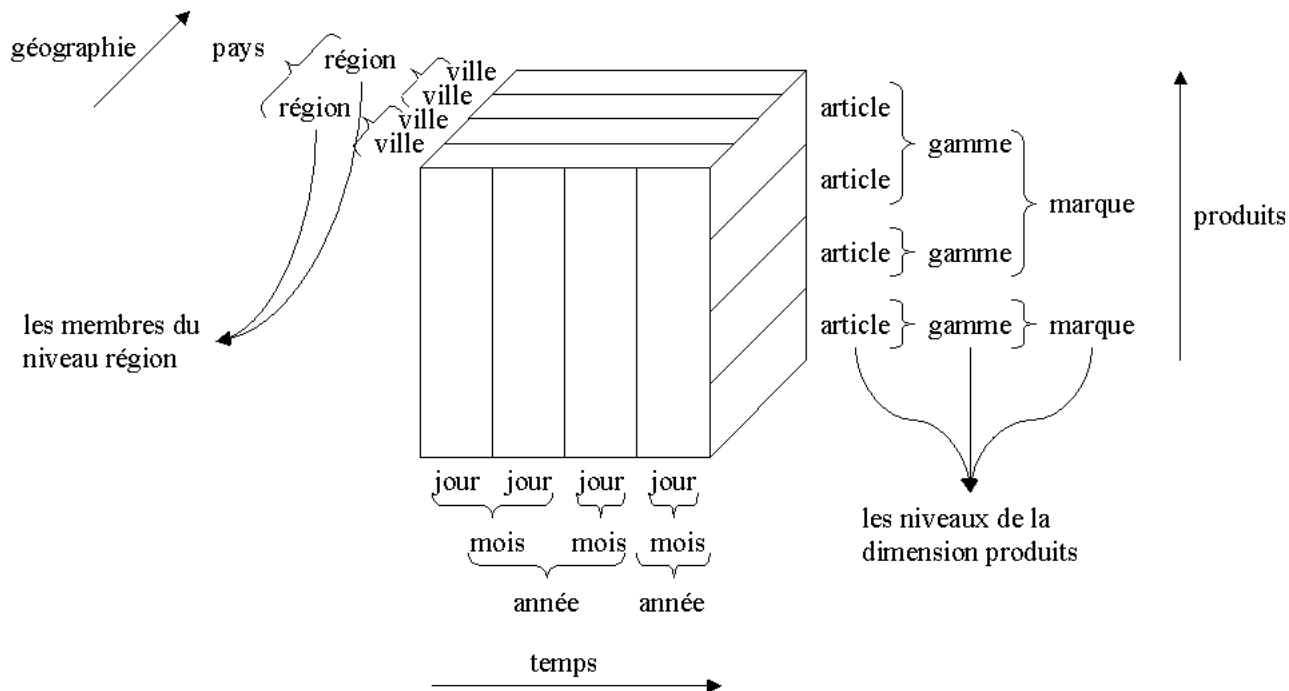 géographie
pays
région
région
ville
ville
ville
ville
article
article
article
article
gamme
gamme
gamme
marque
marque
produits
les membres du
niveau région
jour jour jour jour
mois mois mois
année année
temps
les niveaux de la
dimension produits